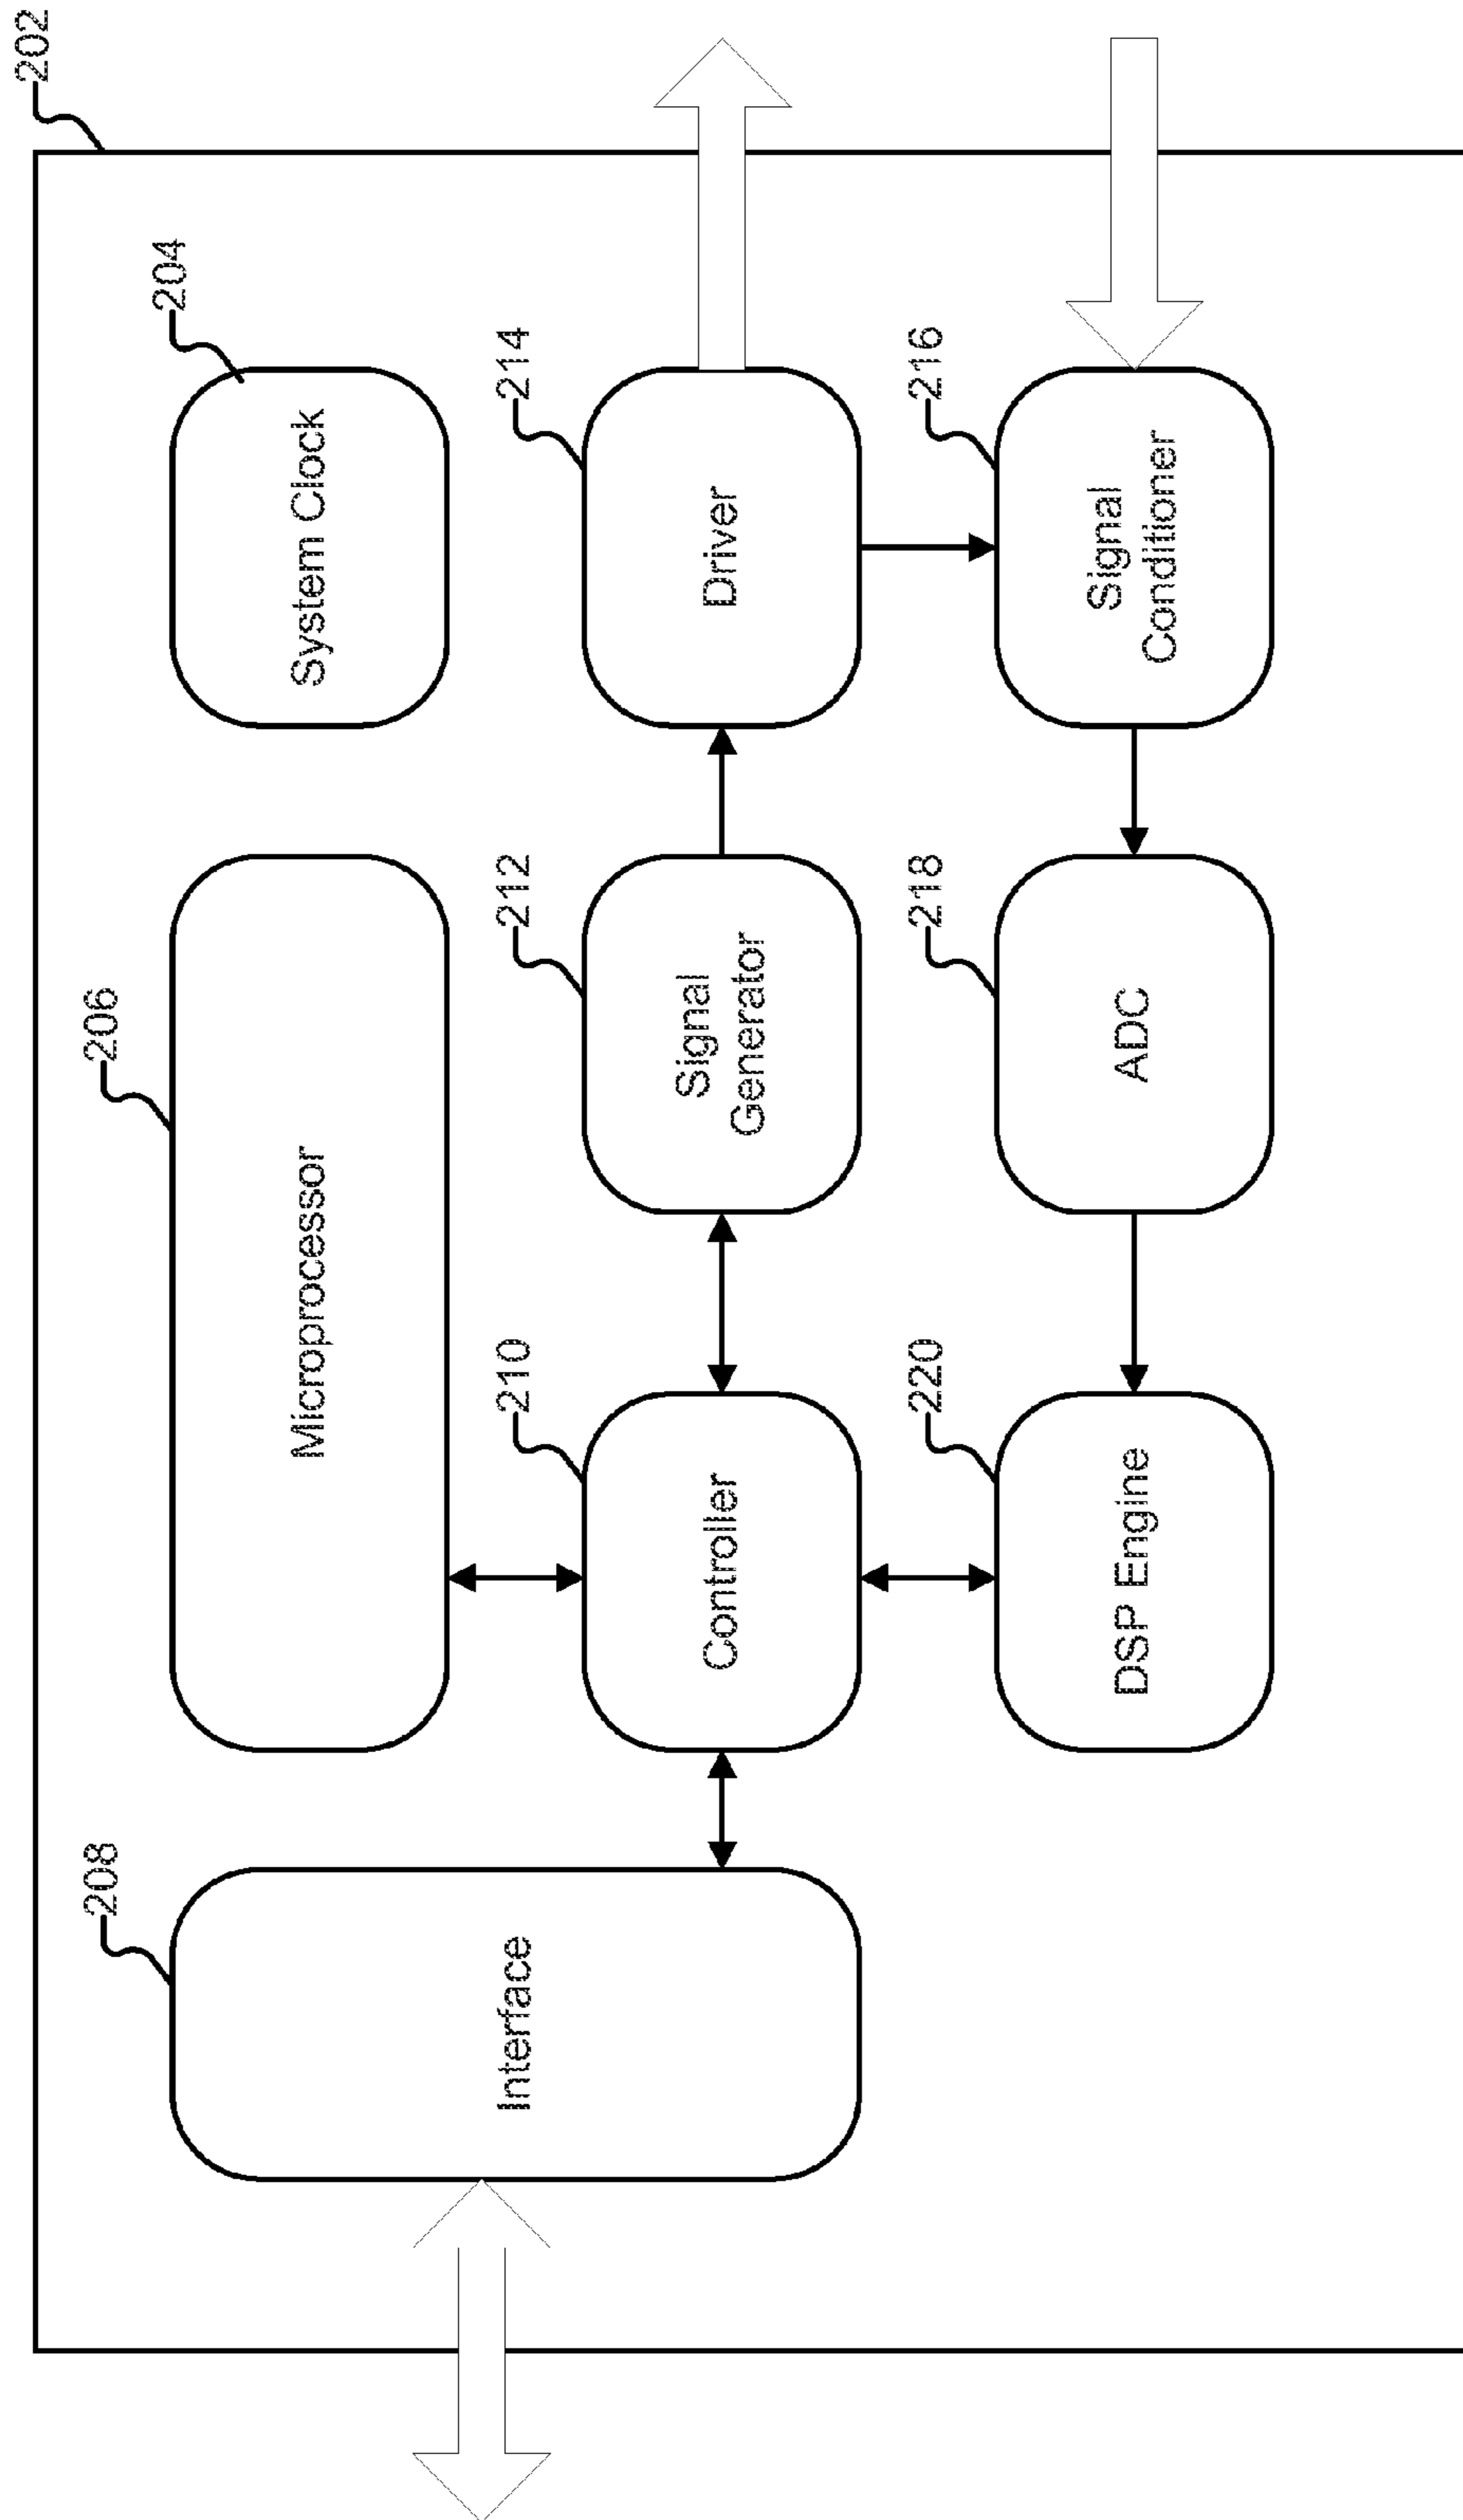 202
204
System Clock
206
Microprocessor
208
Interface
210
Controller
212
Signal
Generator
214
Driver
216
Signal
Conditioner
218
ADC
220
DSP Engine